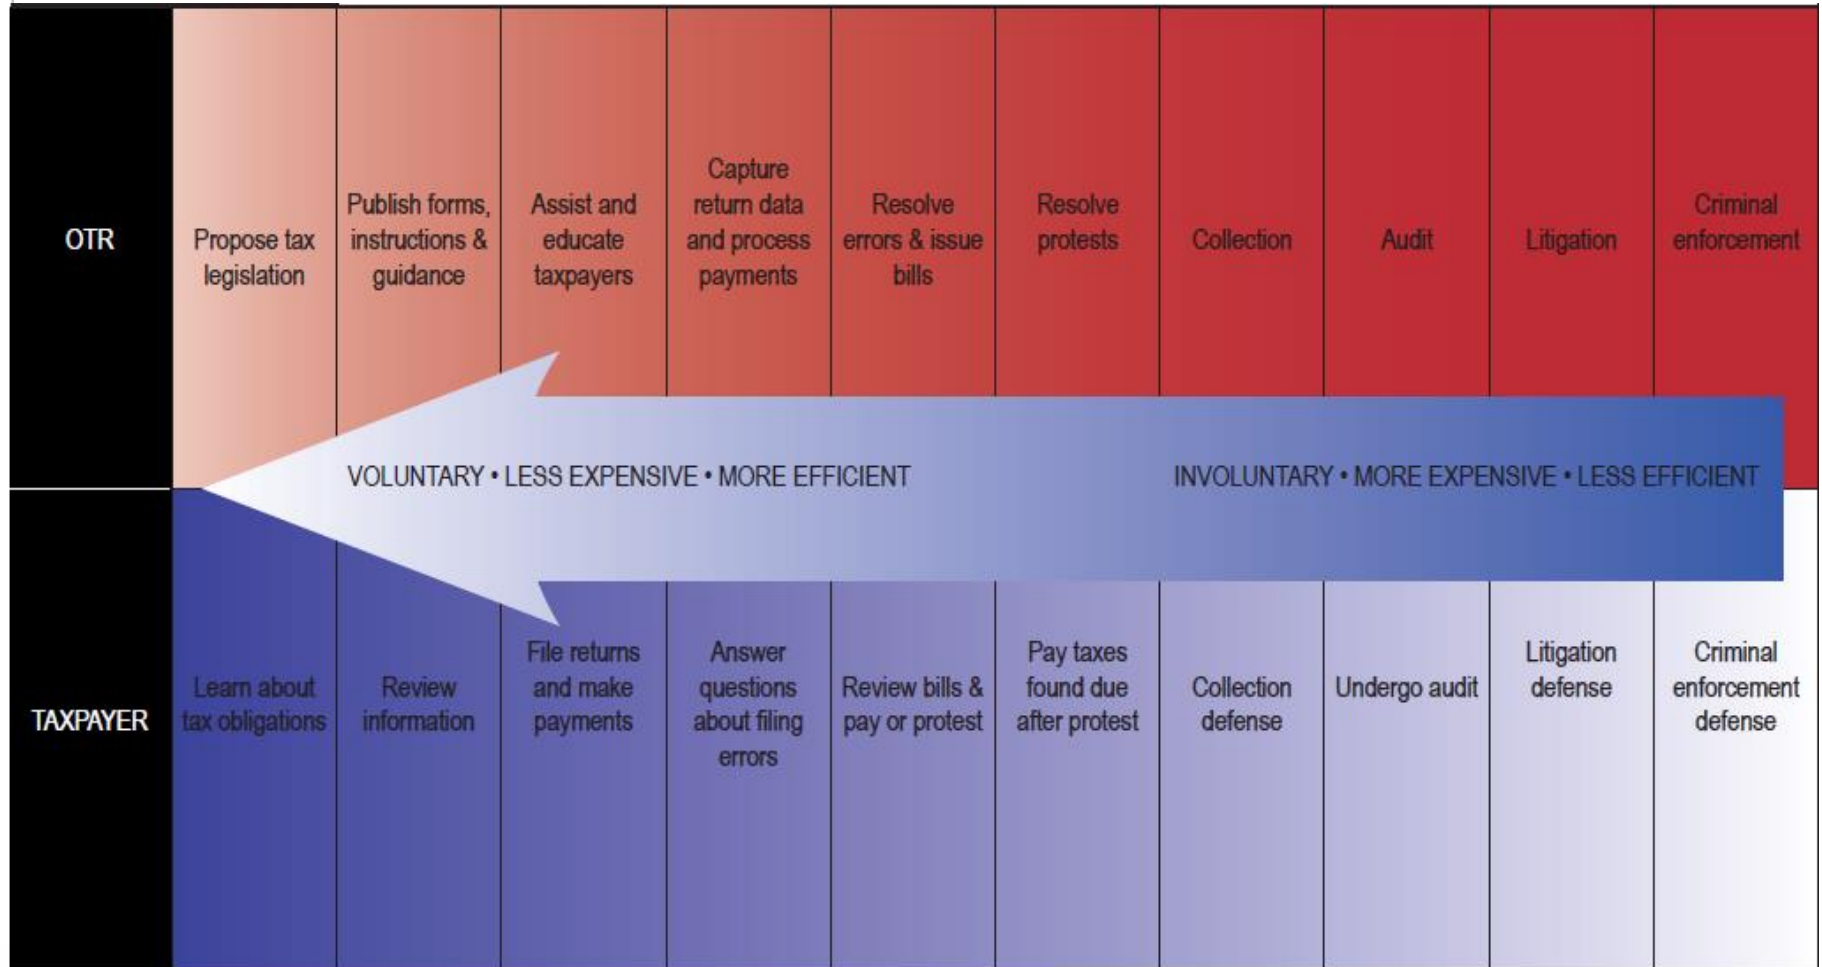 OTR
Propose tax
legislation
Publish forms,
instructions &
guidance
Assist and
educate
taxpayers
Capture
return data
and process
payments
Resolve
errors & issue
bills
Resolve
protests
Collection
Audit
Litigation
Criminal
enforcement
VOLUNTARY • LESS EXPENSIVE • MORE EFFICIENT
INVOLUNTARY • MORE EXPENSIVE • LESS EFFICIENT
TAXPAYER
Learn about
tax obligations
Review
information
File returns
and make
payments
Answer
questions
about filing
errors
Review bills &
pay or protest
Pay taxes
found due
after protest
Collection
defense
Undergo audit
Litigation
defense
Criminal
enforcement
defense